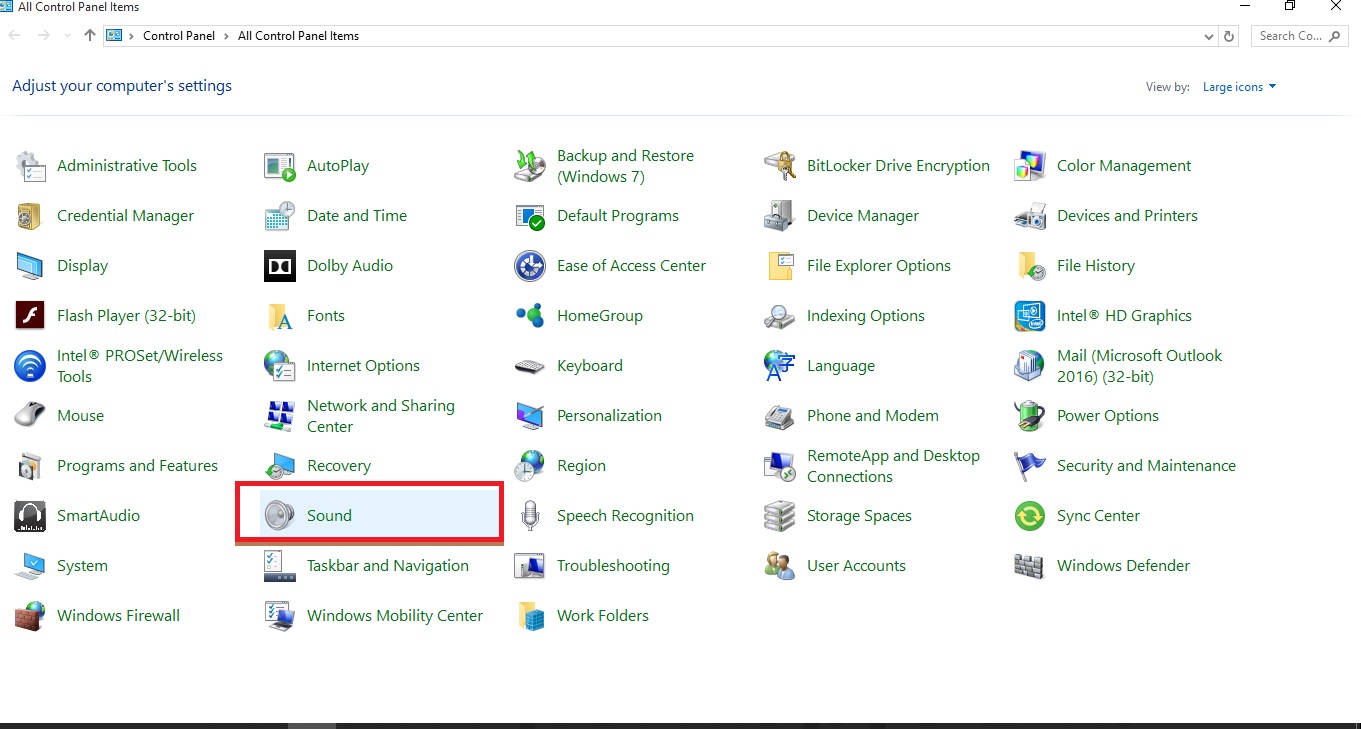 All Control Panel Items
Control Panel > All Control Panel Items
Search Co...
Adjust your computer's settings
View by: Large icons
Administrative Tools
AutoPlay
Backup and Restore
(Windows 7)
BitLocker Drive Encryption
Color Management
Credential Manager
Date and Time
Default Programs
Device Manager
Devices and Printers
Display
Dolby Audio
Ease of Access Center
File Explorer Options
File History
Flash Player (32-bit)
Fonts
HomeGroup
Indexing Options
Intel® HD Graphics
Intel® PROSet/Wireless
Tools
Internet Options
Keyboard
Language
Mail (Microsoft Outlook
2016) (32-bit)
Mouse
Network and Sharing
Center
Personalization
Phone and Modem
Power Options
Programs and Features
Recovery
Region
RemoteApp and Desktop
Connections
Security and Maintenance
SmartAudio
Sound
Speech Recognition
Storage Spaces
Sync Center
System
Taskbar and Navigation
Troubleshooting
User Accounts
Windows Defender
Windows Firewall
Windows Mobility Center
Work Folders